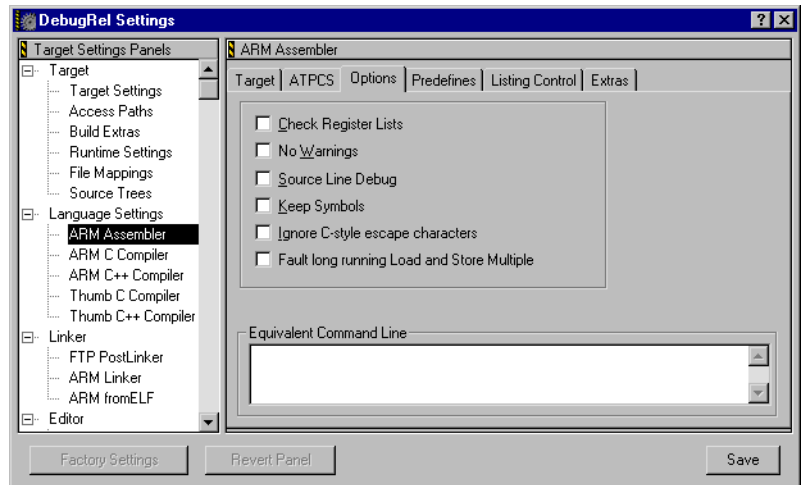 DebugRel Settings
Target Settings Panels
Target
Target Settings
Access Paths
Build Extras
Runtime Settings
File Mappings
Source Trees
Language Settings
ARM Assembler
ARM C Compiler
ARM C++ Compiler
Thumb C Compiler
Thumb C++ Compiler
Linker
FTP PostLinker
ARM Linker
ARM fromELF
Editor
ARM Assembler
Target ATPCS Options Predefines Listing Control Extras
Check Register Lists
No Warnings
Source Line Debug
Keep Symbols
Ignore C-style escape characters
Fault long running Load and Store Multiple
Equivalent Command Line
Factory Settings Revert Panel Save